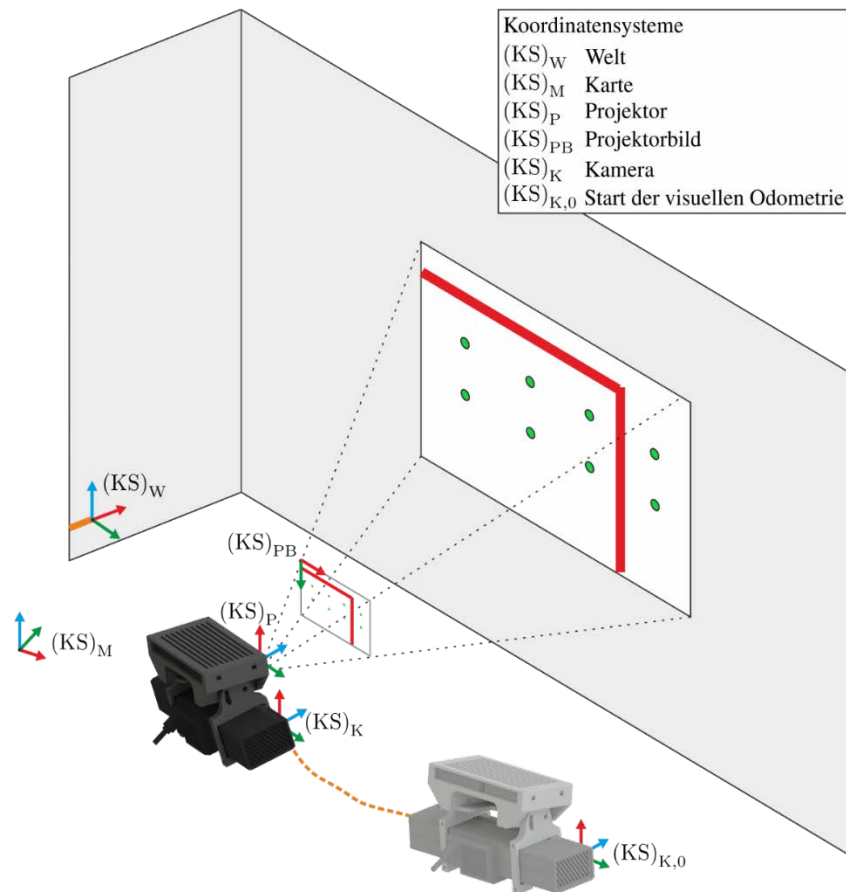 Koordinatensysteme
(KS)W Welt
(KS)M Karte
(KS)P Projektor
(KS)PB Projektorbild
(KS)K Kamera
(KS)K,0 Start der visuellen Odometrie
(KS)W
(KS)PB
(KS)P
(KS)M
(KS)K
(KS)K,0